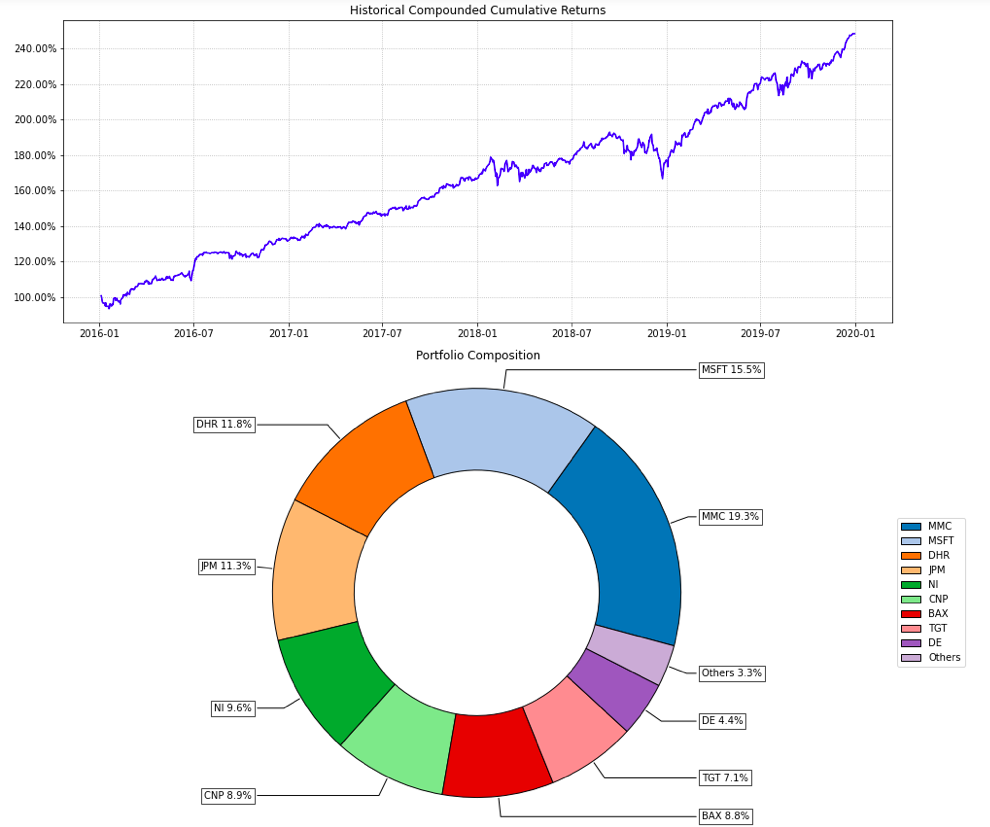 Historical Compounded Cumulative Returns
240.00%
220.00%
200.00%
180.00%
160.00%
140.00%
120.00%
100.00%
2016-01
2016-07
2017-01
2017-07
2018-01
2018-07
2019-01
2019-07
2020-01
Portfolio Composition
MSFT 15.5%
DHR 11.8%
MMC 19.3%
JPM 11.3%
Others 3.3%
NI 9.6%
DE 4.4%
TGT 7.1%
CNP 8.9%
BAX 8.8%
MMC
MSFT
DHR
JPM
NI
CNP
BAX
TGT
DE
Others